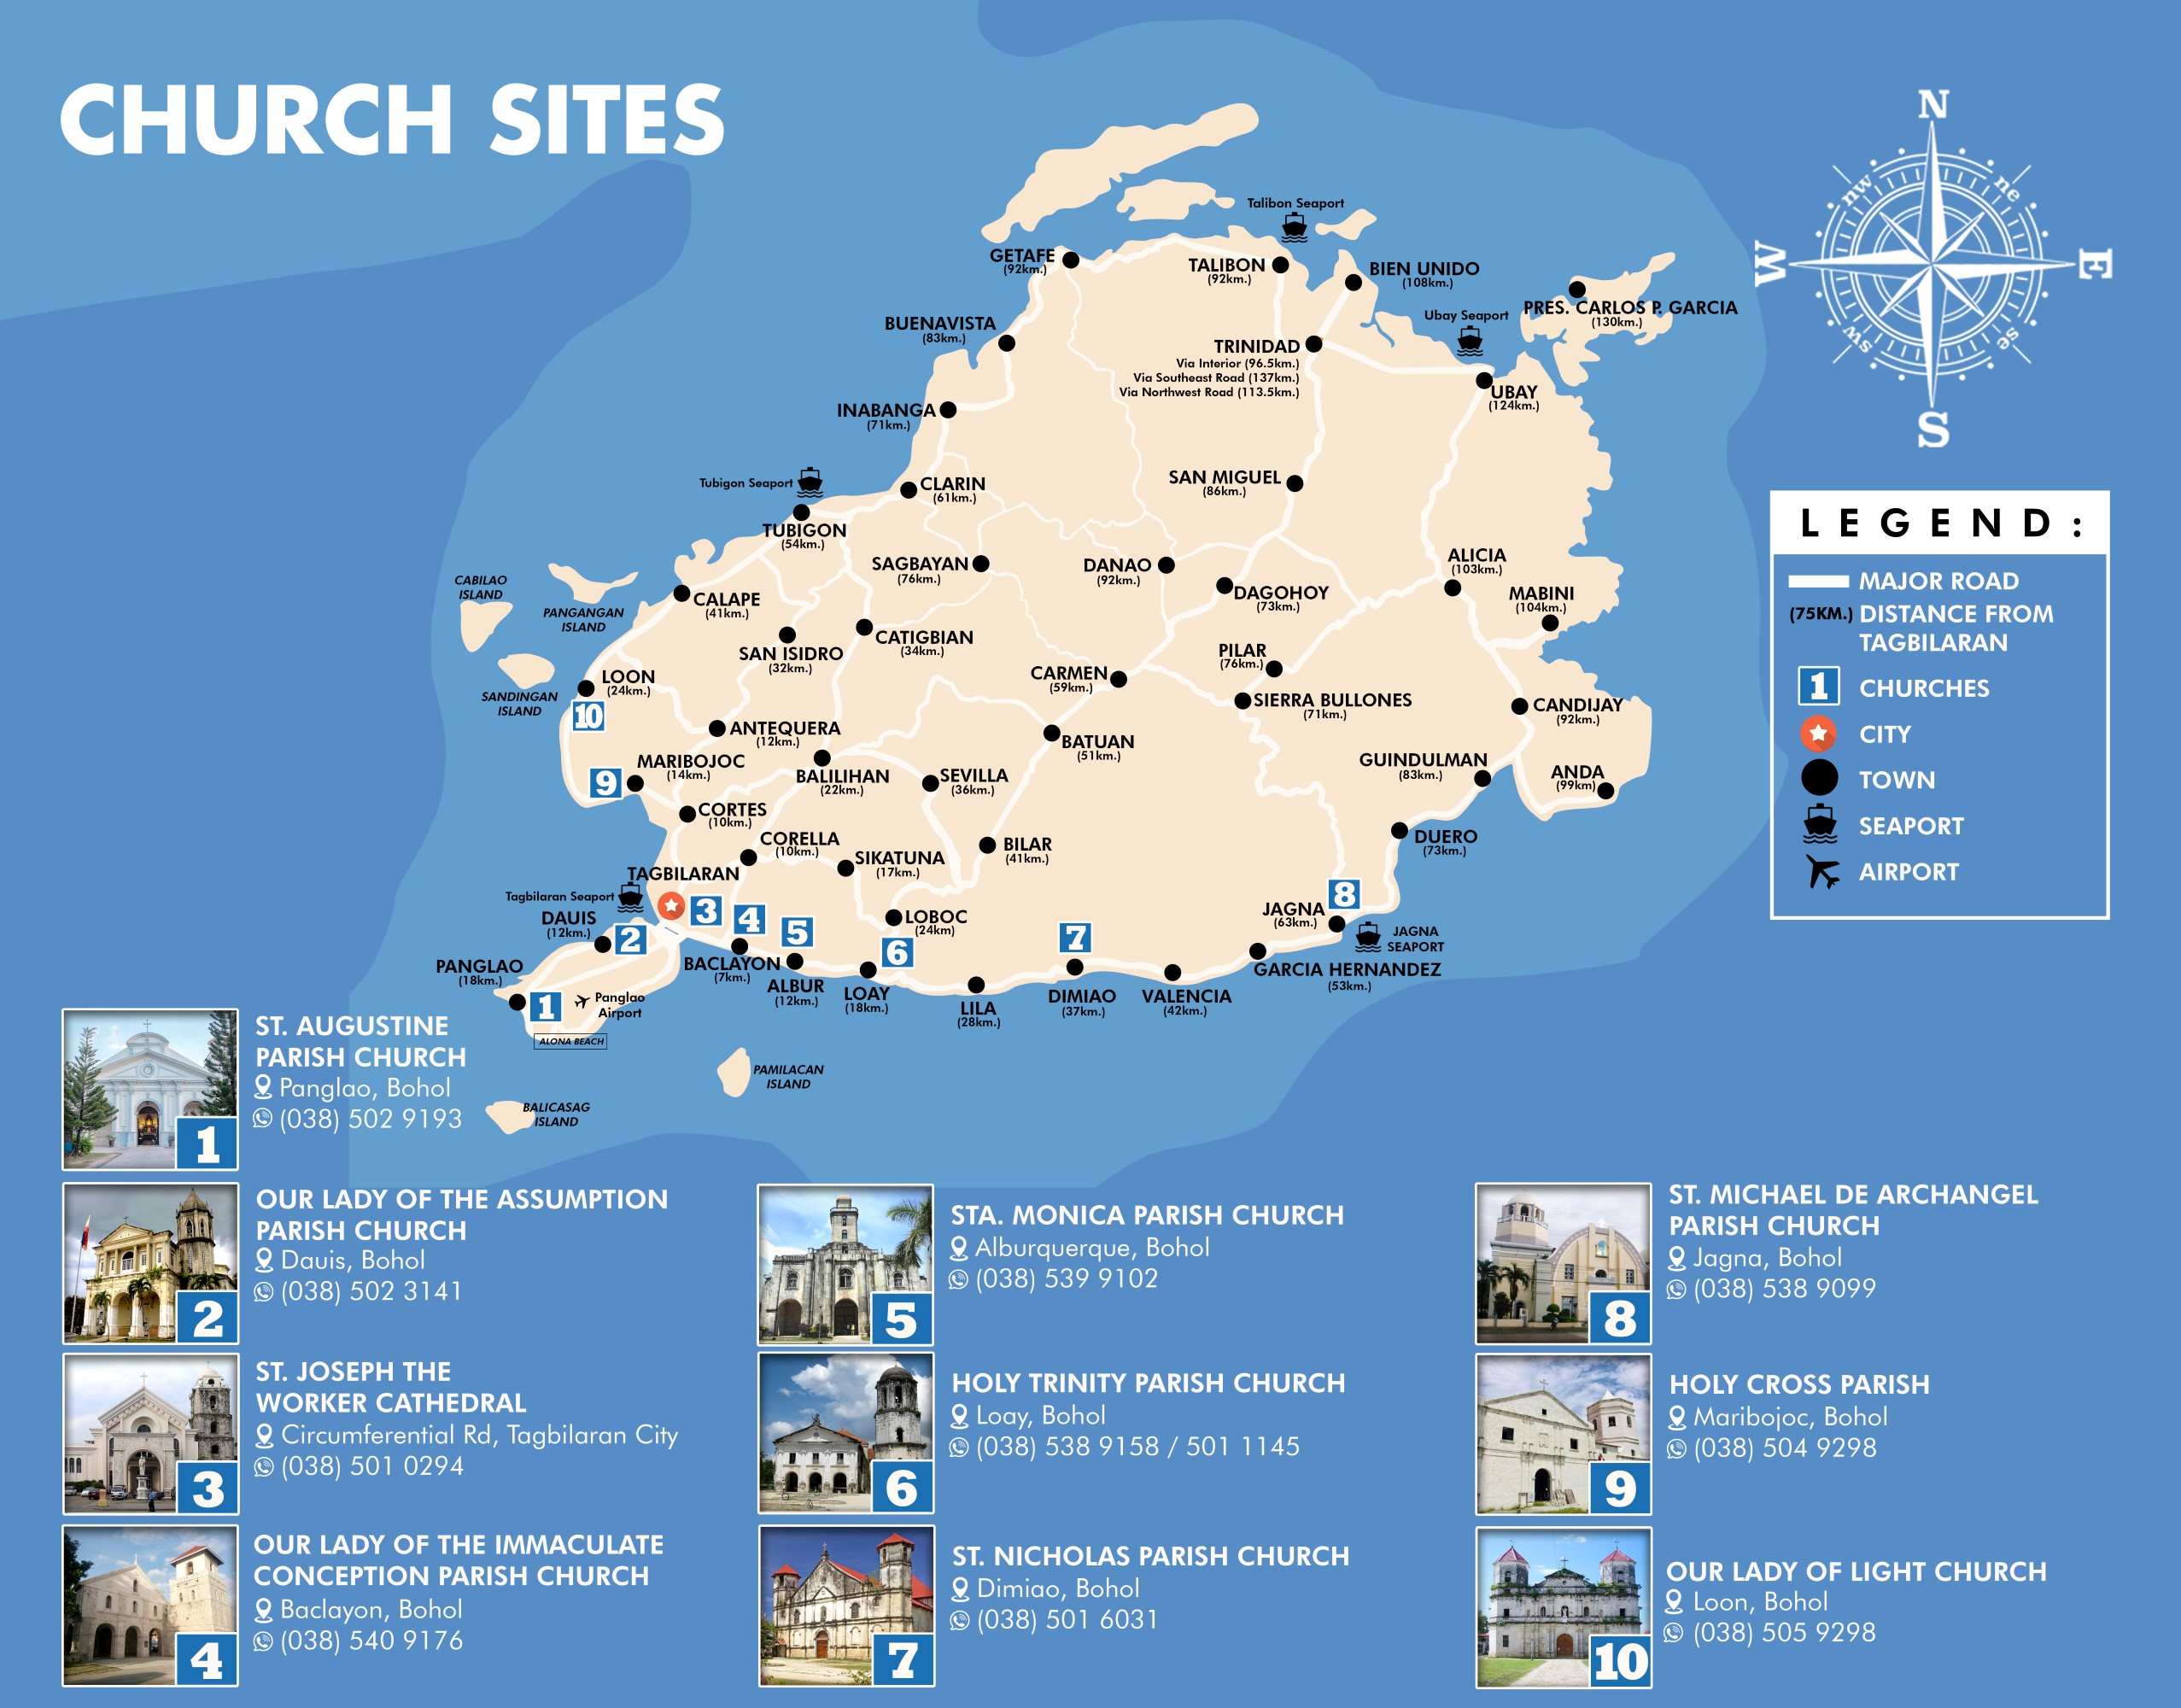 CHURCH SITES
N
nw
ne
W
E
sw
se
S
Talibon Seaport
GETAFE
(92km.)
TALIBON
(92km.)
BIEN UNIDO
(108km.)
PRES. CARLOS P. GARCIA
(130km.)
Ubay Seaport
BUENAVISTA
(83km.)
TRINIDAD
Via Interior (96.5km.)
Via Southeast Road (137km.)
Via Northwest Road (113.5km.)
UBAY
(124km.)
INABANGA
(71km.)
CLARIN
(61km.)
SAN MIGUEL
(86km.)
Tubigon Seaport
TUBIGON
(54km.)
SAGBAYAN
(76km.)
DANAO
(92km.)
DAGOHOY
(73km.)
ALICIA
(103km.)
MABINI
(104km.)
CABILAO
ISLAND
PANGANGAN
ISLAND
CALAPE
(41km.)
SAN ISIDRO
(32km.)
CATIGBIAN
(34km.)
PILAR
(76km.)
CARMEN
(59km.)
SIERRA BULLONES
(71km.)
CANDIJAY
(92km.)
LOON
(24km.)
SANDINGAN
ISLAND
10
ANTEQUERA
(12km.)
BATUAN
(51km.)
MARIBOJOC
(14km.)
9
BALILIHAN
(22km.)
SEVILLA
(36km.)
GUINDULMAN
(83km.)
ANDA
(99km)
CORTES
(10km.)
CORELLA
(10km.)
SIKATUNA
(17km.)
BILAR
(41km.)
DUERO
(73km.)
TAGBILARAN
Tagbilaran Seaport
3
4
5
8
DAUIS
(12km.)
2
LOBOC
(24km)
6
7
JAGNA
(63km.)
JAGNA
SEAPORT
BACLAYON
(7km.)
ALBUR
(12km.)
LOAY
(18km.)
LILA
(28km.)
DIMIAO
(37km.)
VALENCIA
(42km.)
GARCIA HERNANDEZ
(53km.)
PANGLAO
(18km.)
1
Panglao
Airport
ALONA BEACH
PAMILACAN
ISLAND
BALICASAG
ISLAND
LEGEND:
MAJOR ROAD
(75KM.) DISTANCE FROM
TAGBILARAN
1 CHURCHES
CITY
TOWN
SEAPORT
AIRPORT
1
ST. AUGUSTINE
PARISH CHURCH
Panglao, Bohol
(038) 502 9193
2
OUR LADY OF THE ASSUMPTION
PARISH CHURCH
Dauis, Bohol
(038) 502 3141
3
ST. JOSEPH THE
WORKER CATHEDRAL
Circumferential Rd, Tagbilaran City
(038) 501 0294
4
OUR LADY OF THE IMMACULATE
CONCEPTION PARISH CHURCH
Baclayon, Bohol
(038) 540 9176
5
STA. MONICA PARISH CHURCH
Alburquerque, Bohol
(038) 539 9102
6
HOLY TRINITY PARISH CHURCH
Loay, Bohol
(038) 538 9158 / 501 1145
7
ST. NICHOLAS PARISH CHURCH
Dimiao, Bohol
(038) 501 6031
8
ST. MICHAEL DE ARCHANGEL
PARISH CHURCH
Jagna, Bohol
(038) 538 9099
9
HOLY CROSS PARISH
Maribojoc, Bohol
(038) 504 9298
10
OUR LADY OF LIGHT CHURCH
Loon, Bohol
(038) 505 9298